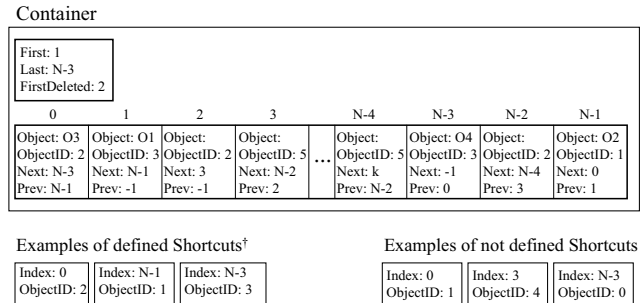 Container
First: 1
Last: N-3
FirstDeleted: 2
0 1 2 3 N-4 N-3 N-2 N-1
Object: O3 Object: O1 Object: Object: Object: Object: O4 Object: Object: O2
ObjectID: 2 ObjectID: 3 ObjectID: 2 ObjectID: 5 ... ObjectID: 5 ObjectID: 3 ObjectID: 2 ObjectID: 1
Next: N-3 Next: N-1 Next: 3 Next: N-2 Next: k Next: -1 Next: N-4 Next: 0
Prev: N-1 Prev: -1 Prev: -1 Prev: 2 Prev: N-2 Prev: 0 Prev: 3 Prev: 1
Examples of defined Shortcuts† Examples of not defined Shortcuts
Index: 0 Index: N-1 Index: N-3 Index: 0 Index: 3 Index: N-3
ObjectID: 2 ObjectID: 1 ObjectID: 3 ObjectID: 1 ObjectID: 4 ObjectID: 0